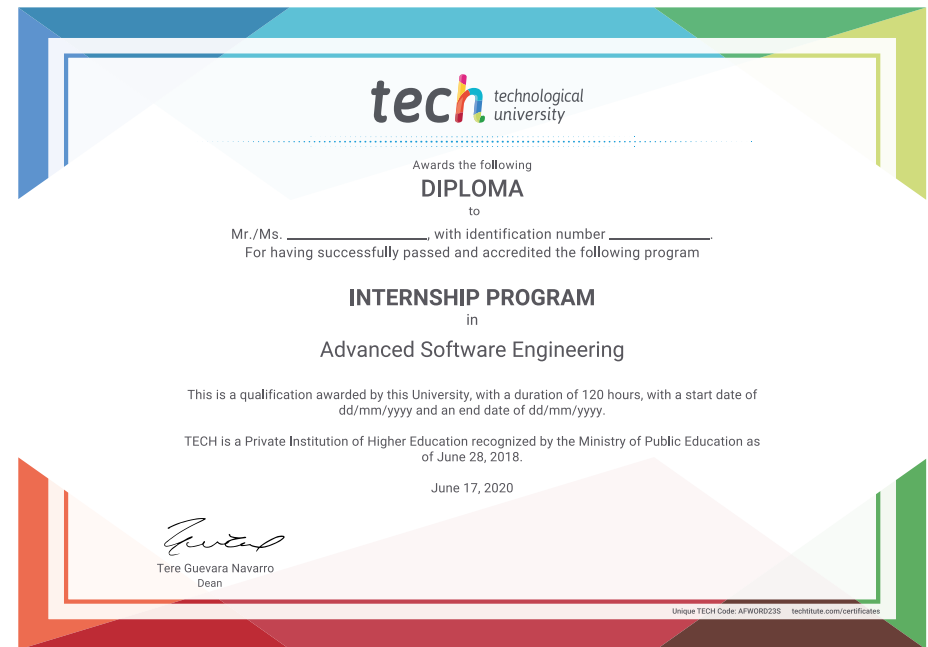 tech technological
university
Awards the following
DIPLOMA
to
Mr./Ms. ____________________, with identification number ______________.
For having successfully passed and accredited the following program
INTERNSHIP PROGRAM
in
Advanced Software Engineering
This is a qualification awarded by this University, with a duration of 120 hours, with a start date of
dd/mm/yyyy and an end date of dd/mm/yyyy.
TECH is a Private Institution of Higher Education recognized by the Ministry of Public Education as
of June 28, 2018.
June 17, 2020
Tere Guevara Navarro
Dean
Unique TECH Code: AFWORD23S techtitute.com/certificates